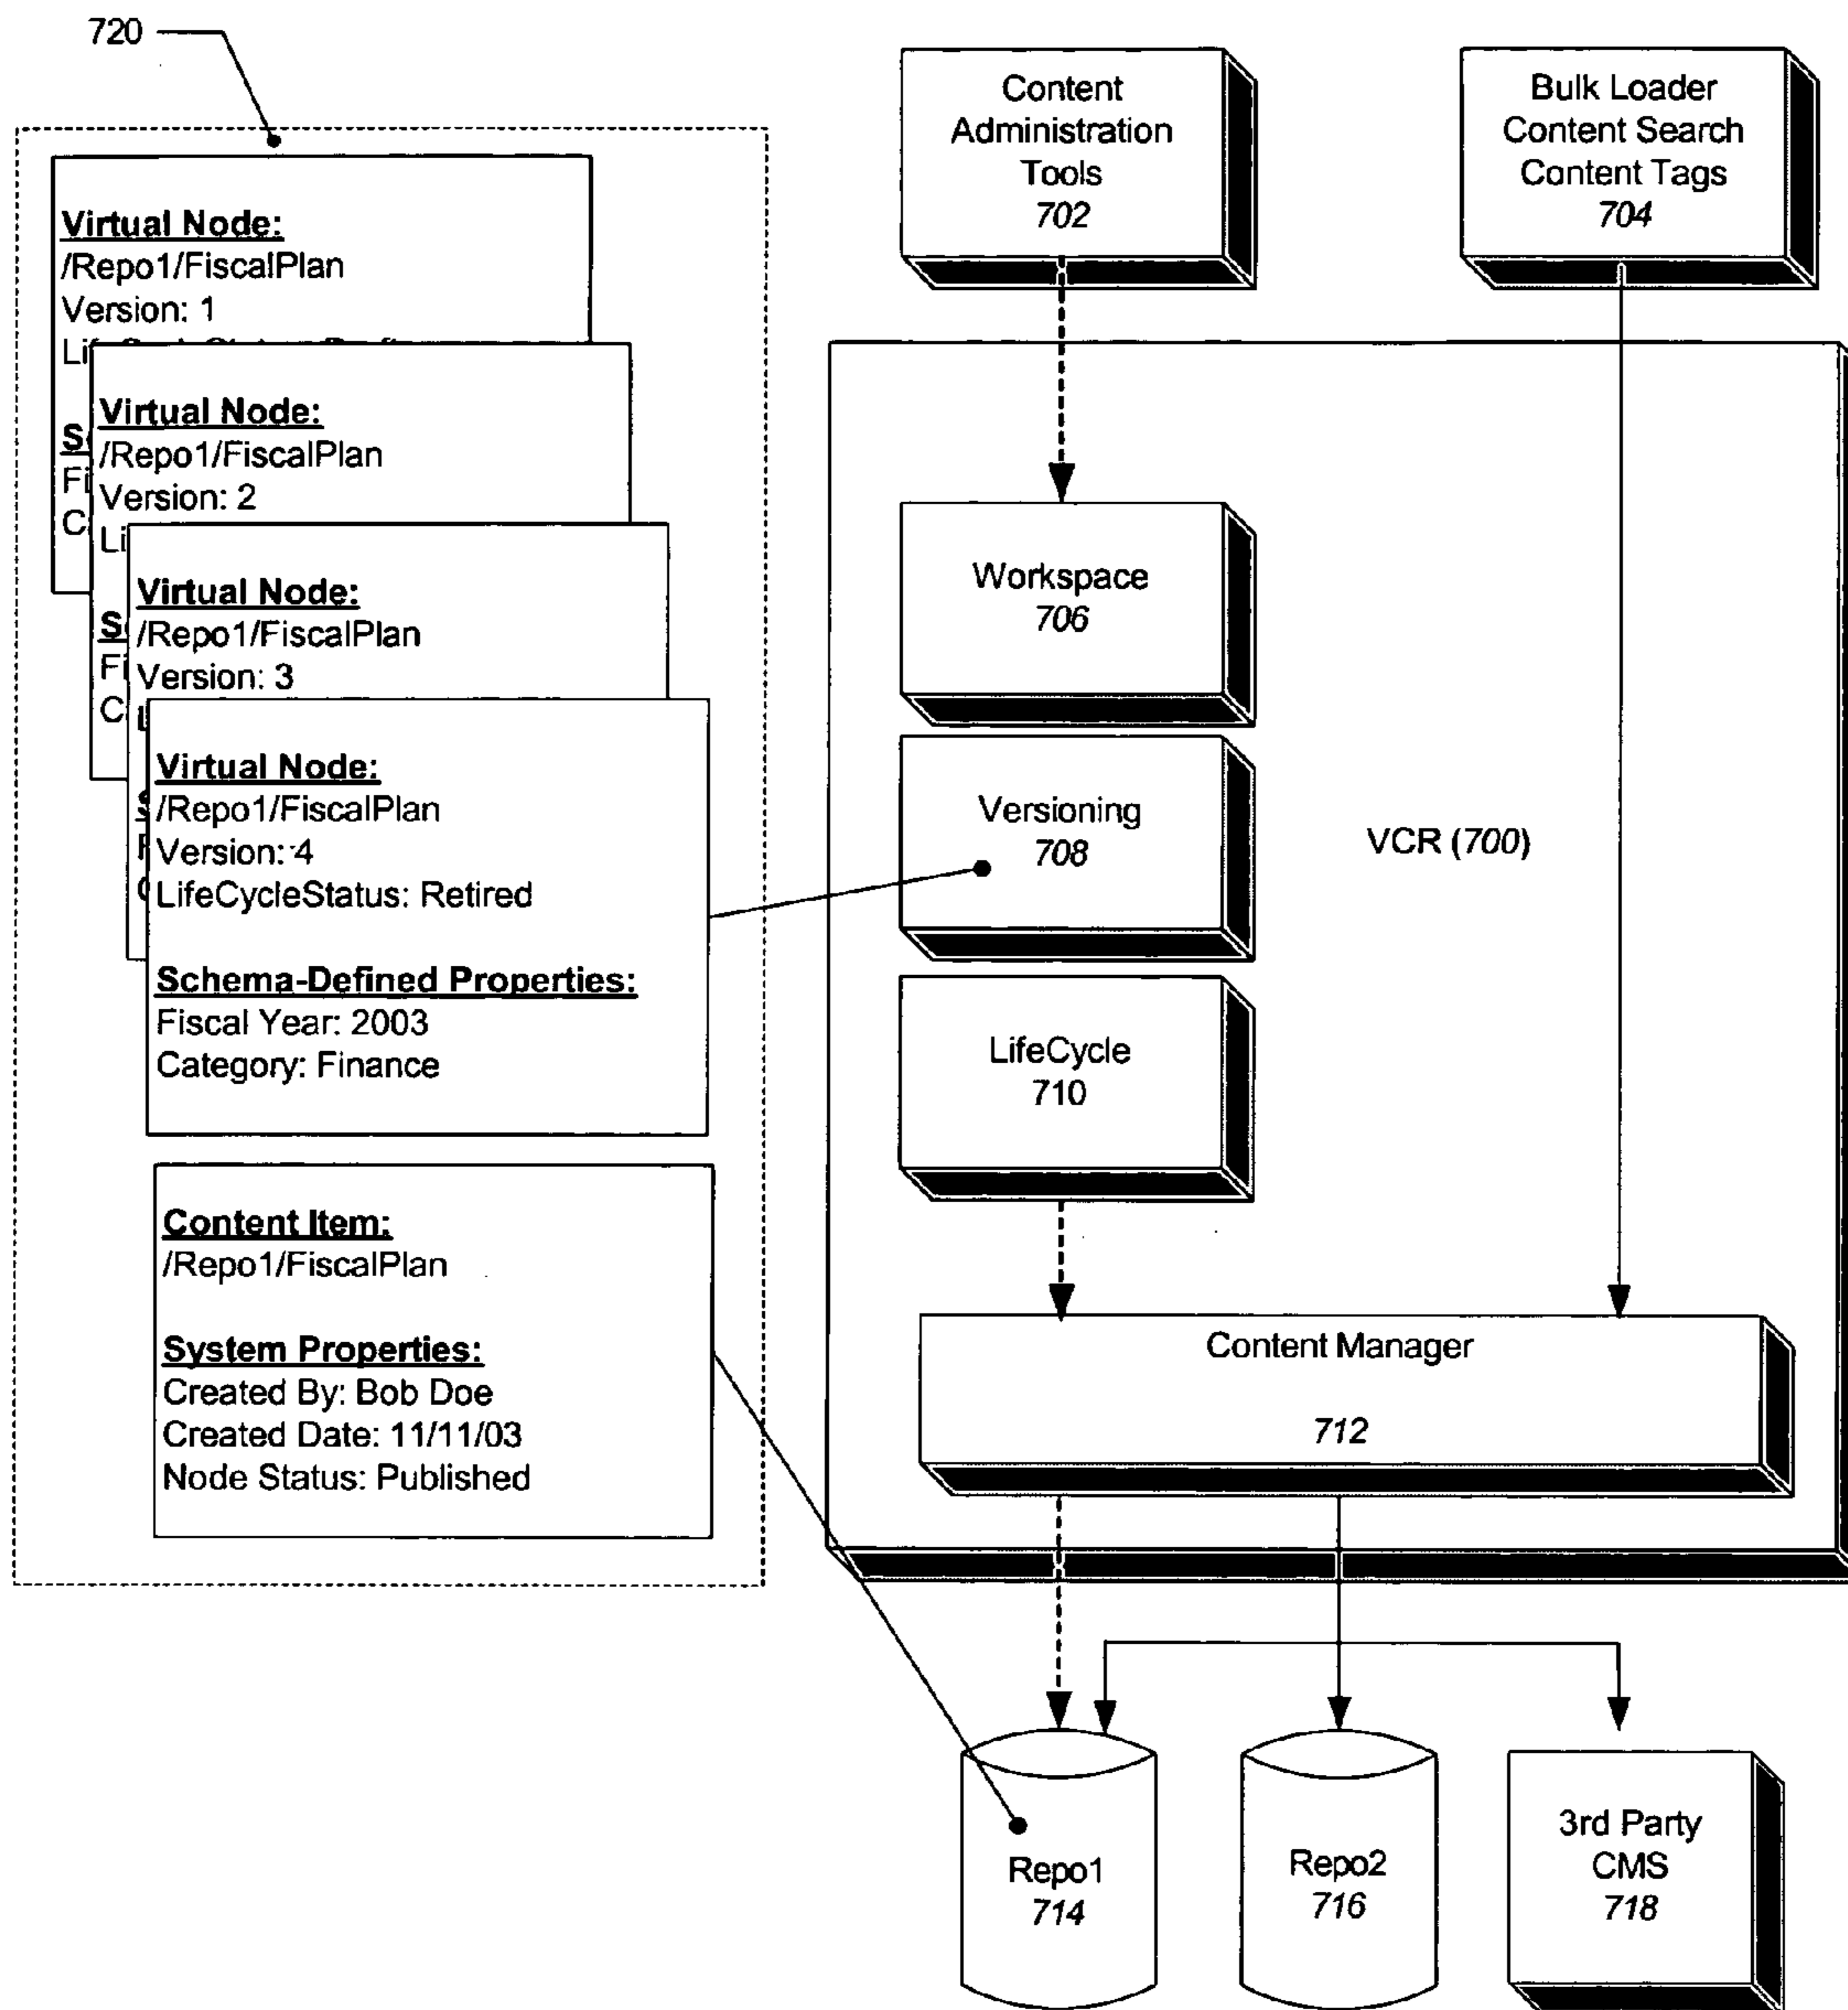 720
Virtual Node:
/Repo1/FiscalPlan
Version: 1
Virtual Node:
/Repo1/FiscalPlan
Version: 2
Virtual Node:
/Repo1/FiscalPlan
Version: 3
Virtual Node:
/Repo1/FiscalPlan
Version: 4
LifeCycleStatus: Retired
Schema-Defined Properties:
Fiscal Year: 2003
Category: Finance
Content Item:
/Repo1/FiscalPlan
System Properties:
Created By: Bob Doe
Created Date: 11/11/03
Node Status: Published
Content
Administration
Tools
702
Bulk Loader
Content Search
Content Tags
704
Workspace
706
Versioning
708
VCR (700)
LifeCycle
710
Content Manager
712
Repo1
714
Repo2
716
3rd Party
CMS
718